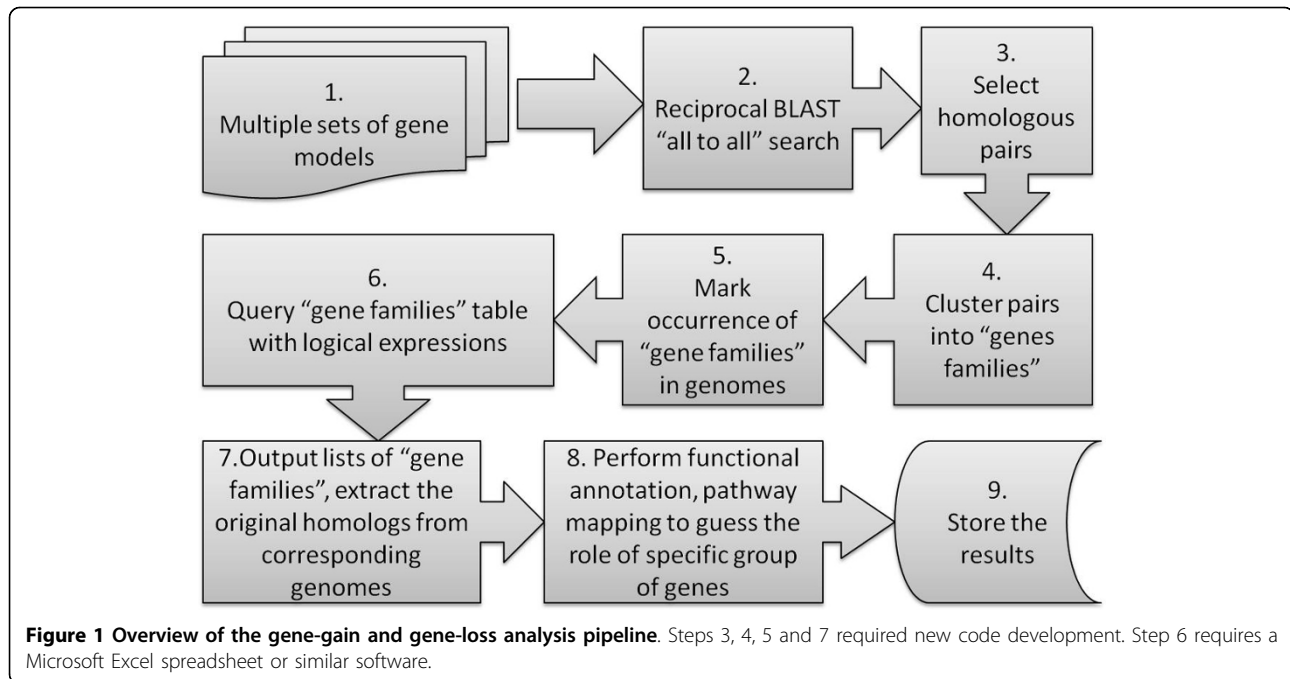 1.
Multiple sets of gene
models
2.
Reciprocal BLAST
“all to all” search
3.
Select
homologous
pairs
4.
Cluster pairs
into “genes
families”
5.
Mark
occurrence of
“gene families”
in genomes
6.
Query “gene families” table
with logical expressions
7.Output lists of “gene
families”, extract the
original homologs from
corresponding
genomes
8. Perform functional
annotation, pathway
mapping to guess the
role of specific group
of genes
9.
Store the
results
Figure 1 Overview of the gene-gain and gene-loss analysis pipeline. Steps 3, 4, 5 and 7 required new code development. Step 6 requires a
Microsoft Excel spreadsheet or similar software.